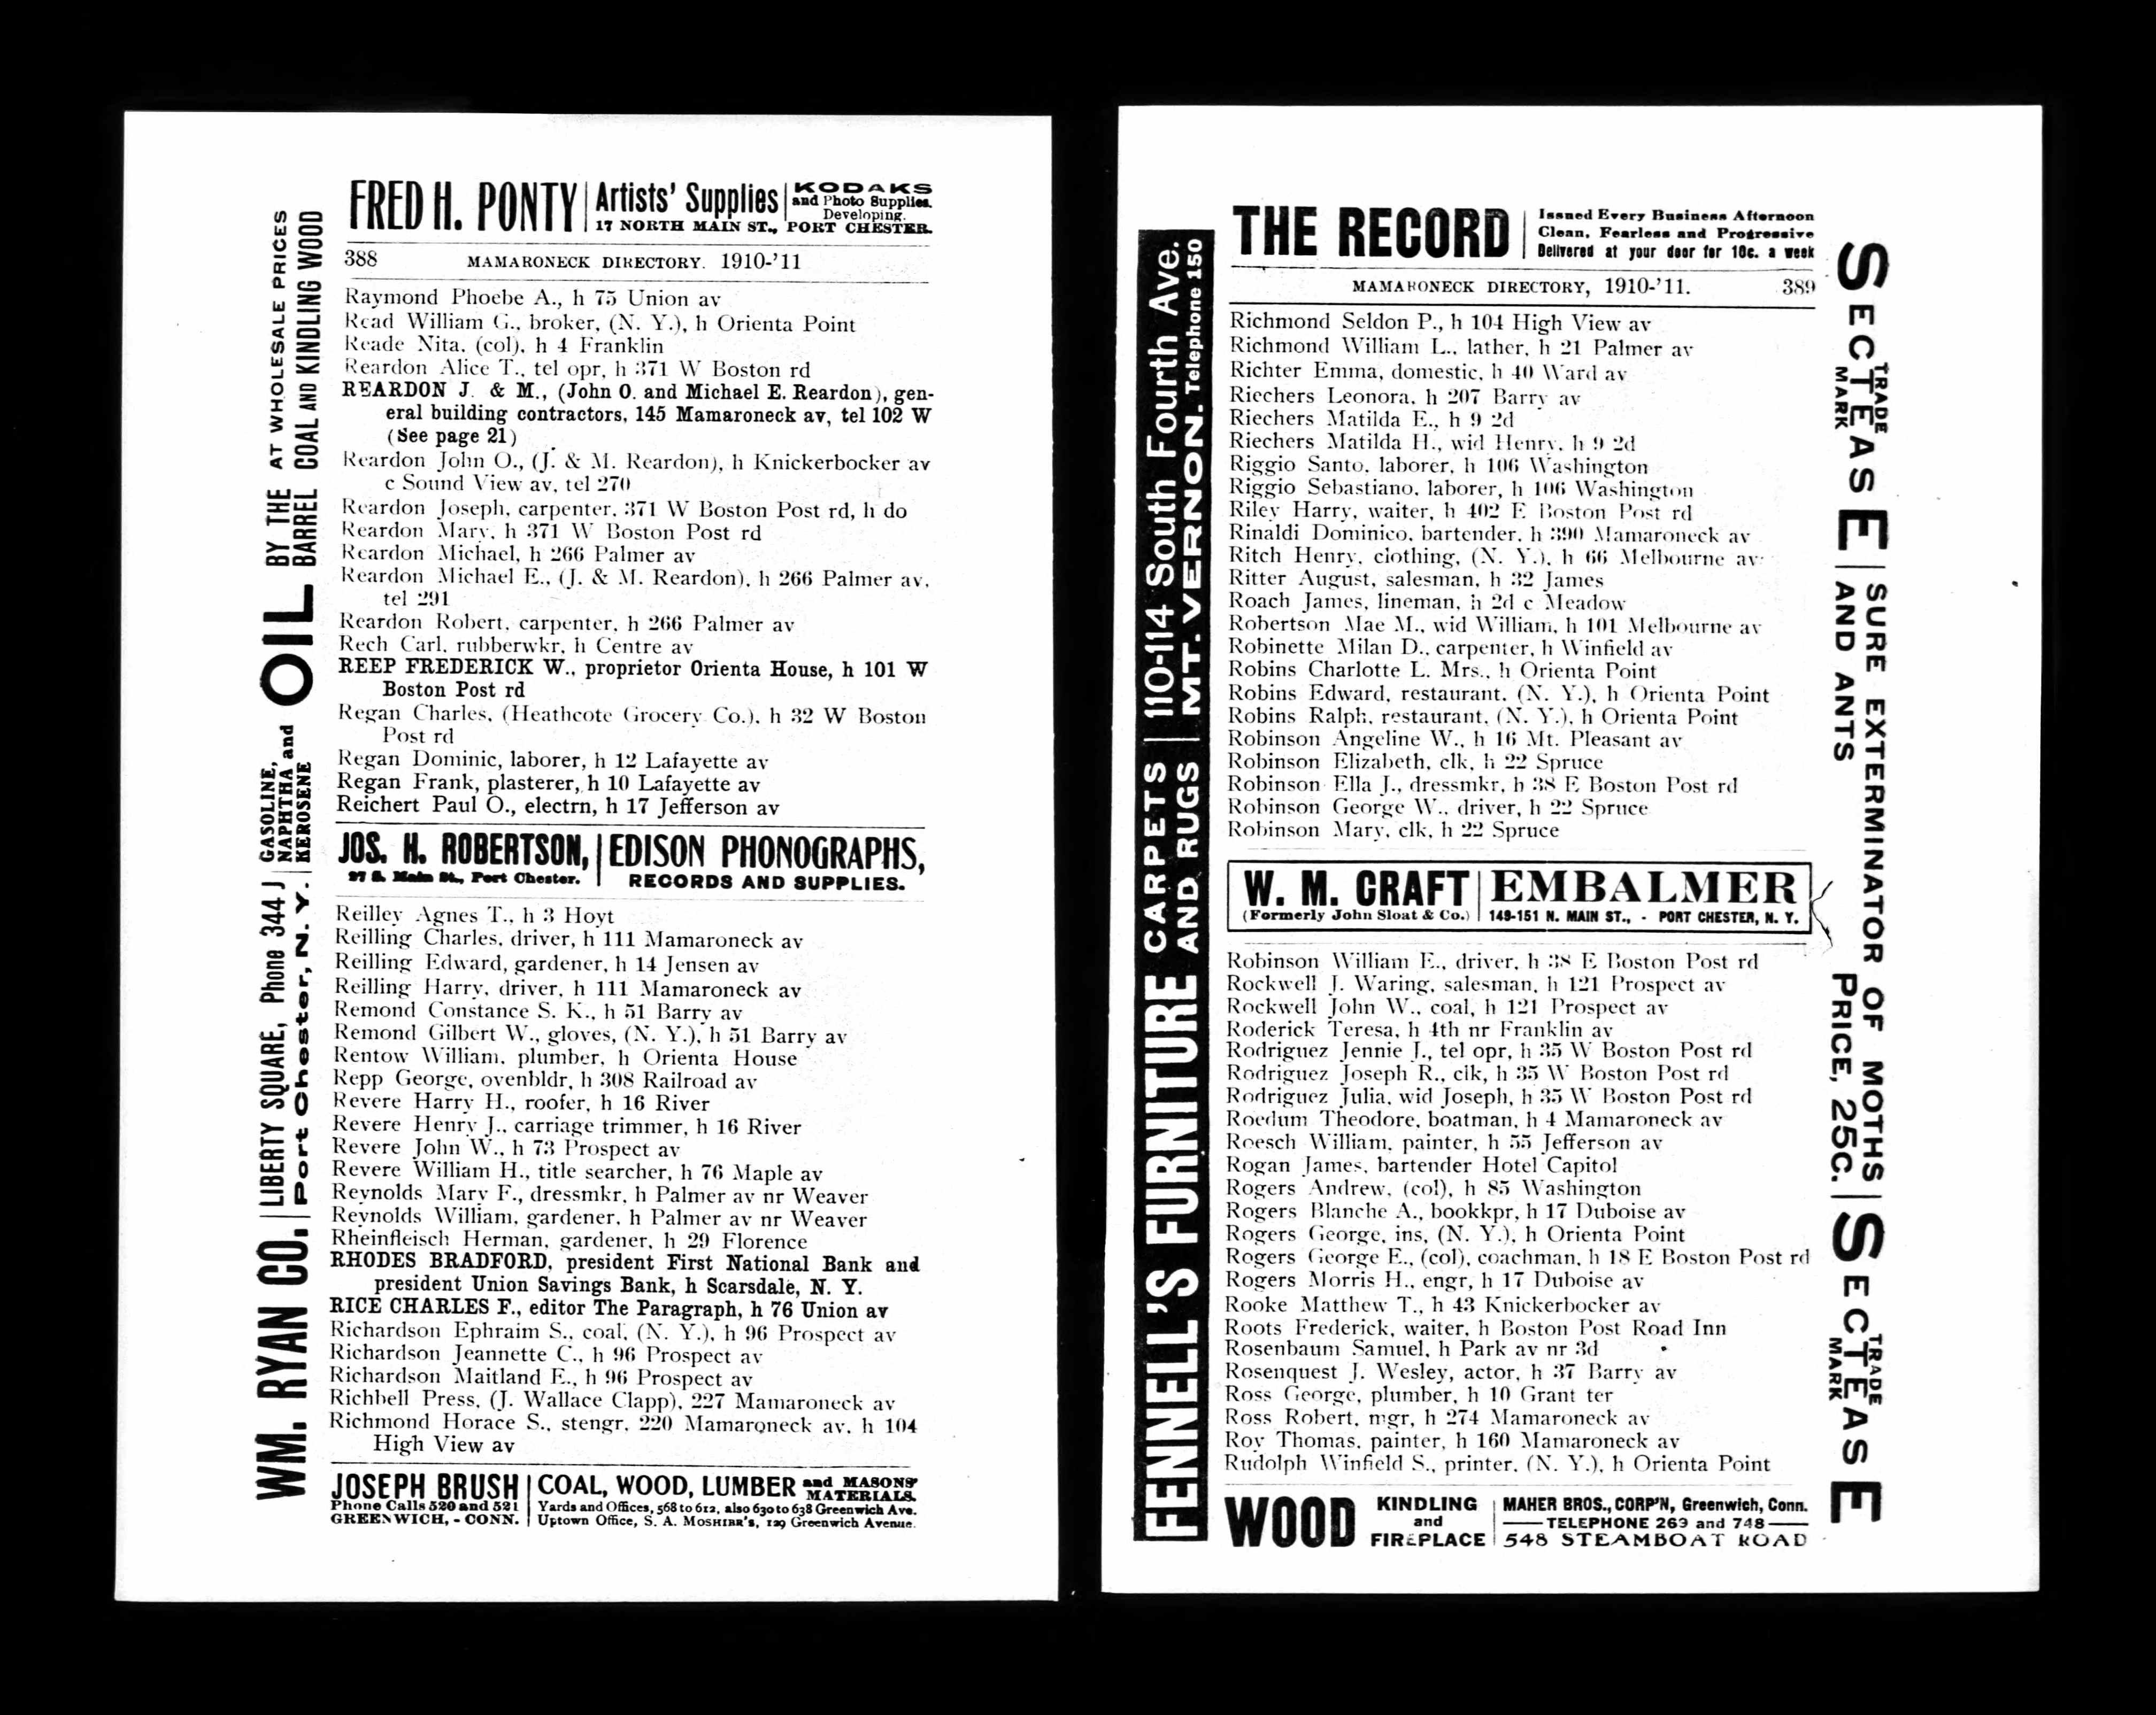 FRED H. PONTY | Artists' Supplies | KODAKS
and Photo Supplies.
Developing.
17 NORTH MAIN ST., PORT CHESTER.
388 MAMARONECK DIRECTORY. 1910-'11
Raymond Phoebe A., h 75 Union av
Read William G., broker, (N. Y.), h Orienta Point
Reade Nita, (col), h 4 Franklin
Reardon Alice T., tel opr, h 371 W Boston rd
REARDON J. & M., (John O. and Michael E. Reardon), gen-
eral building contractors, 145 Mamaroneck av, tel 102 W
(See page 21)
Reardon John O., (J. & M. Reardon), h Knickerbocker av
c Sound View av, tel 270
Reardon Joseph, carpenter, 371 W Boston Post rd, h do
Reardon Mary, h 371 W Boston Post rd
Reardon Michael, h 266 Palmer av
Reardon Michael E., (J. & M. Reardon), h 266 Palmer av,
tel 291
Reardon Robert, carpenter, h 266 Palmer av
Rech Carl, rubberwkr, h Centre av
REEP FREDERICK W., proprietor Orienta House, h 101 W
Boston Post rd
Regan Charles, (Heathcote Grocery Co.), h 32 W Boston
Post rd
Regan Dominic, laborer, h 12 Lafayette av
Regan Frank, plasterer, h 10 Lafayette av
Reichert Paul O., electrn, h 17 Jefferson av
JOS. H. ROBERTSON, | EDISON PHONOGRAPHS,
97 S. Main St., Port Chester. | RECORDS AND SUPPLIES.
Reilley Agnes T., h 3 Hoyt
Reilling Charles, driver, h 111 Mamaroneck av
Reilling Edward, gardener, h 14 Jensen av
Reilling Harry, driver, h 111 Mamaroneck av
Remond Constance S. K., h 51 Barry av
Remond Gilbert W., gloves, (N. Y.), h 51 Barry av
Rentow William, plumber, h Orienta House
Repp George, ovenbldr, h 308 Railroad av
Revere Harry H., roofer, h 16 River
Revere Henry J., carriage trimmer, h 16 River
Revere John W., h 73 Prospect av
Revere William H., title searcher, h 76 Maple av
Reynolds Mary F., dressmkr, h Palmer av nr Weaver
Reynolds William, gardener, h Palmer av nr Weaver
Rheinfleisch Herman, gardener, h 29 Florence
RHODES BRADFORD, president First National Bank and
president Union Savings Bank, h Scarsdale, N. Y.
RICE CHARLES F., editor The Paragraph, h 76 Union av
Richardson Ephraim S., coal, (N. Y.), h 96 Prospect av
Richardson Jeannette C., h 96 Prospect av
Richardson Maitland E., h 96 Prospect av
Richbell Press, (J. Wallace Clapp), 227 Mamaroneck av
Richmond Horace S., stengr, 220 Mamaroneck av, h 104
High View av
JOSEPH BRUSH | COAL, WOOD, LUMBER and MASONS' MATERIALS.
Phone Calls 520 and 521 | Yards and Offices, 568 to 612, also 630 to 638 Greenwich Ave.
GREENWICH, - CONN. | Uptown Office, S. A. MOSHIER'S, 129 Greenwich Avenue.
WM. RYAN CO. | LIBERTY SQUARE, Phone 344 J
Port Chester, N. Y. | GASOLINE,
NAPHTHA and
KEROSENE
OIL BY THE BARREL AT WHOLESALE PRICES
COAL AND KINDLING WOOD
THE RECORD | Issued Every Business Afternoon
Clean, Fearless and Progressive
Delivered at your door for 10c. a week
MAMARONECK DIRECTORY, 1910-'11. 389
Richmond Seldon P., h 104 High View av
Richmond William L., lather, h 21 Palmer av
Richter Emma, domestic, h 40 Ward av
Riechers Leonora, h 207 Barry av
Riechers Matilda E., h 9 2d
Riechers Matilda H., wid Henry, h 9 2d
Riggio Santo, laborer, h 106 Washington
Riggio Sebastiano, laborer, h 106 Washington
Riley Harry, waiter, h 402 E Boston Post rd
Rinaldi Dominico, bartender, h 390 Mamaroneck av
Ritch Henry, clothing, (N. Y.), h 66 Melbourne av
Ritter August, salesman, h 32 James
Roach James, lineman, h 2d c Meadow
Robertson Mae M., wid William, h 101 Melbourne av
Robinette Milan D., carpenter, h Winfield av
Robins Charlotte L. Mrs., h Orienta Point
Robins Edward, restaurant, (N. Y.), h Orienta Point
Robins Ralph, restaurant, (N. Y.), h Orienta Point
Robinson Angeline W., h 16 Mt. Pleasant av
Robinson Elizabeth, clk, h 22 Spruce
Robinson Ella J., dressmkr, h 38 E Boston Post rd
Robinson George W., driver, h 22 Spruce
Robinson Mary, clk, h 22 Spruce
W. M. CRAFT | EMBALMER
(Formerly John Sloat & Co.) | 149-151 N. MAIN ST., - PORT CHESTER, N. Y.
Robinson William E., driver, h 38 E Boston Post rd
Rockwell J. Waring, salesman, h 121 Prospect av
Rockwell John W., coal, h 121 Prospect av
Roderick Teresa, h 4th nr Franklin av
Rodriguez Jennie J., tel opr, h 35 W Boston Post rd
Rodriguez Joseph R., clk, h 35 W Boston Post rd
Rodriguez Julia, wid Joseph, h 35 W Boston Post rd
Roedum Theodore, boatman, h 4 Mamaroneck av
Roesch William, painter, h 55 Jefferson av
Rogan James, bartender Hotel Capitol
Rogers Andrew, (col), h 85 Washington
Rogers Blanche A., bookkpr, h 17 Duboise av
Rogers George, ins, (N. Y.), h Orienta Point
Rogers George E., (col), coachman, h 18 E Boston Post rd
Rogers Morris H., engr, h 17 Duboise av
Rooke Matthew T., h 43 Knickerbocker av
Roots Frederick, waiter, h Boston Post Road Inn
Rosenbaum Samuel, h Park av nr 3d
Rosenquest J. Wesley, actor, h 37 Barry av
Ross George, plumber, h 10 Grant ter
Ross Robert, mgr, h 274 Mamaroneck av
Roy Thomas, painter, h 160 Mamaroneck av
Rudolph Winfield S., printer, (N. Y.), h Orienta Point
WOOD KINDLING and FIREPLACE | MAHER BROS., CORP'N, Greenwich, Conn.
TELEPHONE 269 and 748
548 STEAMBOAT ROAD
FENNELL'S FURNITURE CARPETS AND RUGS | 110-114 South Fourth Ave.
MT. VERNON. Telephone 150
SECTEASE TRADE MARK | SURE EXTERMINATOR OF MOTHS
AND ANTS PRICE, 25C. | SECTEASE TRADE MARK